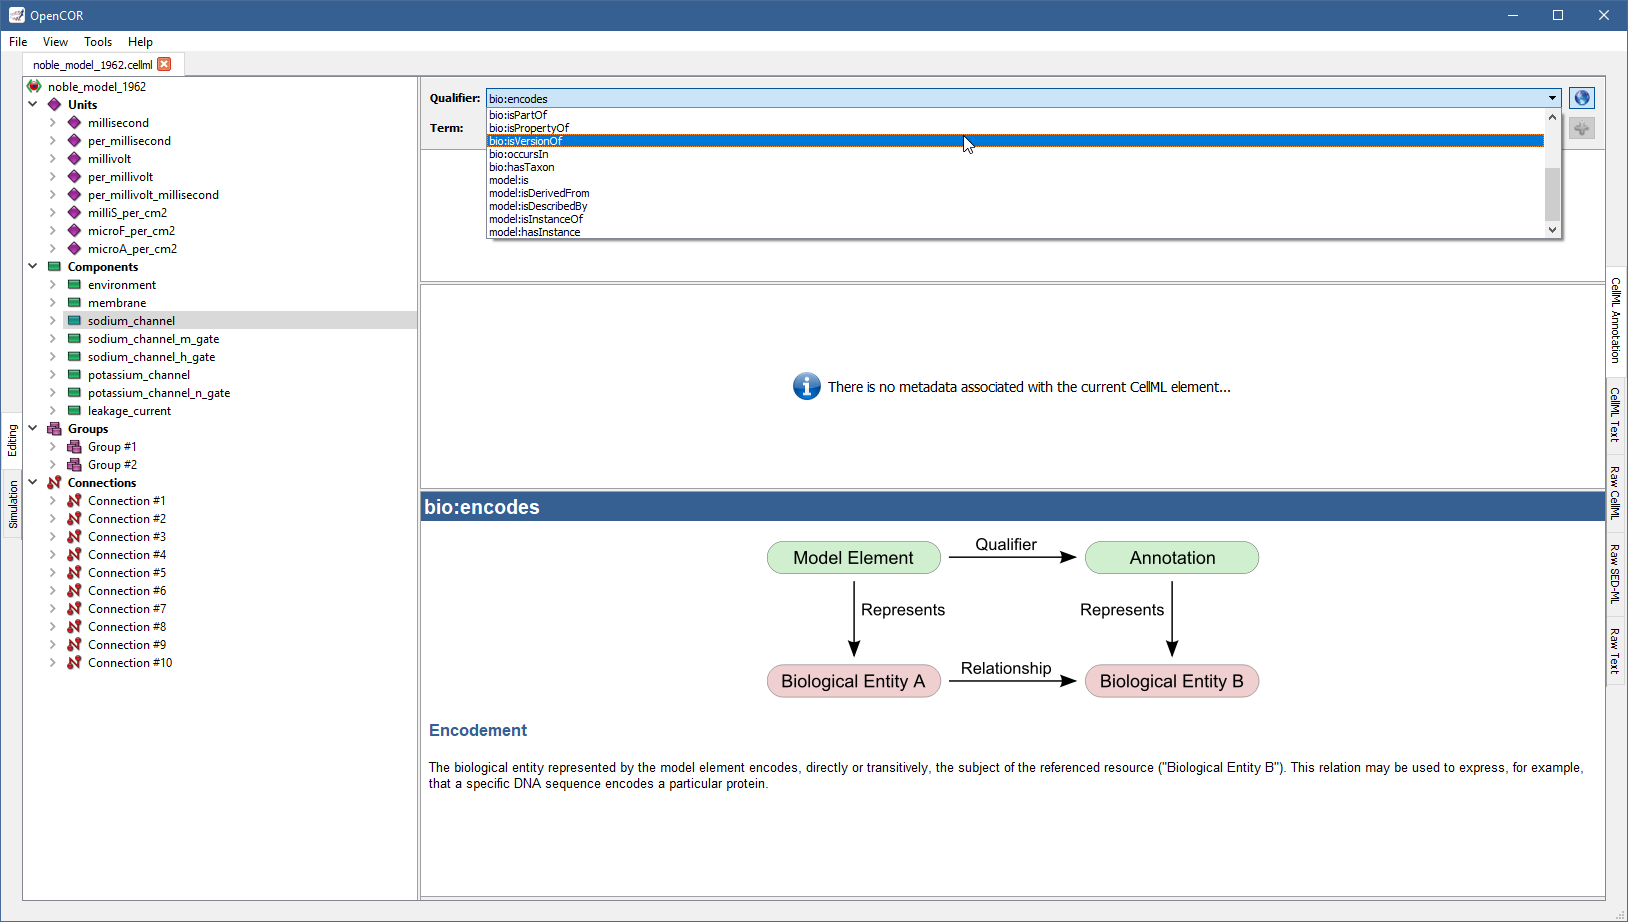 OpenCOR
File View Tools Help
noble_model_1962.cellml
noble_model_1962
Units
millisecond
per_millisecond
millivolt
per_millivolt
per_millivolt_millisecond
milliS_per_cm2
microF_per_cm2
microA_per_cm2
Components
environment
membrane
sodium_channel
sodium_channel_m_gate
sodium_channel_h_gate
potassium_channel
potassium_channel_n_gate
leakage_current
Groups
Group #1
Group #2
Connections
Connection #1
Connection #2
Connection #3
Connection #4
Connection #5
Connection #6
Connection #7
Connection #8
Connection #9
Connection #10
Editing
Simulation
Qualifier: bio:encodes
Term:
bio:isPartOf
bio:isPropertyOf
bio:isVersionOf
bio:occursIn
bio:hasTaxon
model:is
model:isDerivedFrom
model:isDescribedBy
model:isInstanceOf
model:hasInstance
There is no metadata associated with the current CellML element...
bio:encodes
Model Element Qualifier Annotation
Represents Represents
Biological Entity A Relationship Biological Entity B
Encodement
The biological entity represented by the model element encodes, directly or transitively, the subject of the referenced resource ("Biological Entity B"). This relation may be used to express, for example,
that a specific DNA sequence encodes a particular protein.
CellML Annotation
CellML Text
Raw CellML
Raw SED-ML
Raw Text